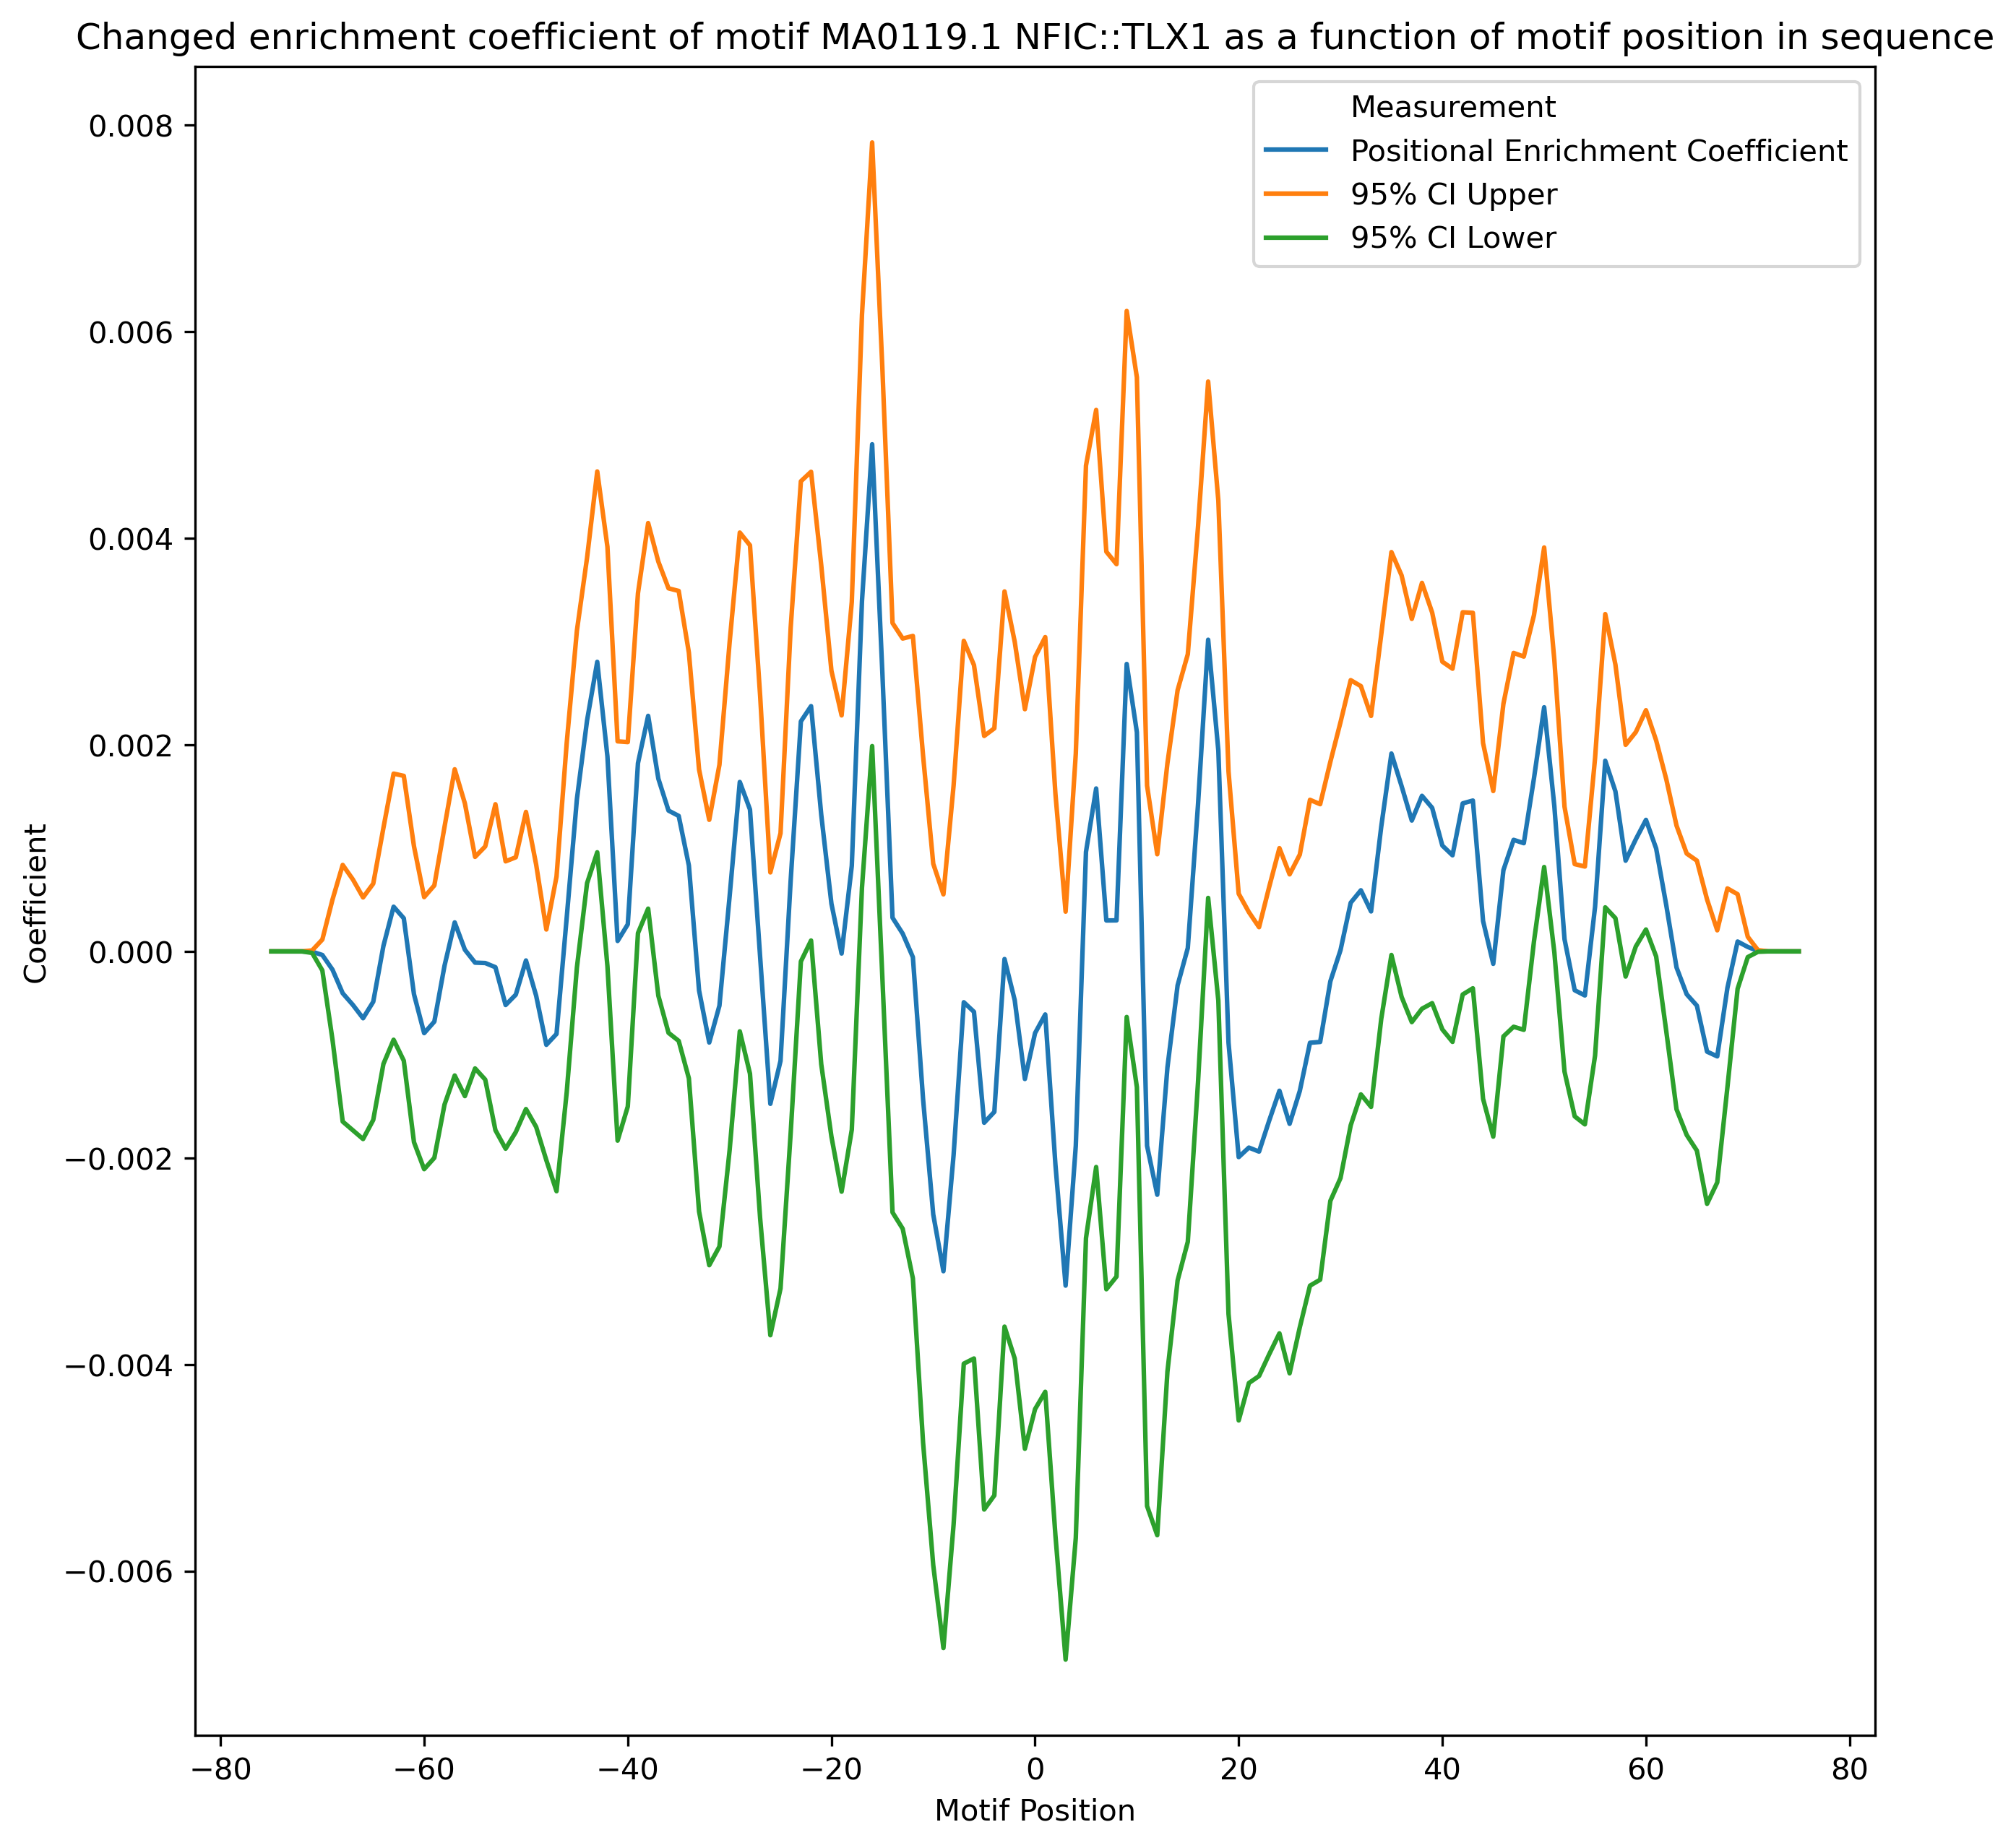 Changed enrichment coefficient of motif MA0119.1 NFIC::TLX1 as a function of motif position in sequence
Measurement
Positional Enrichment Coefficient
95% CI Upper
95% CI Lower
0.008
0.006
0.004
0.002
0.000
−0.002
−0.004
−0.006
Coefficient
−80
−60
−40
−20
0
20
40
60
80
Motif Position